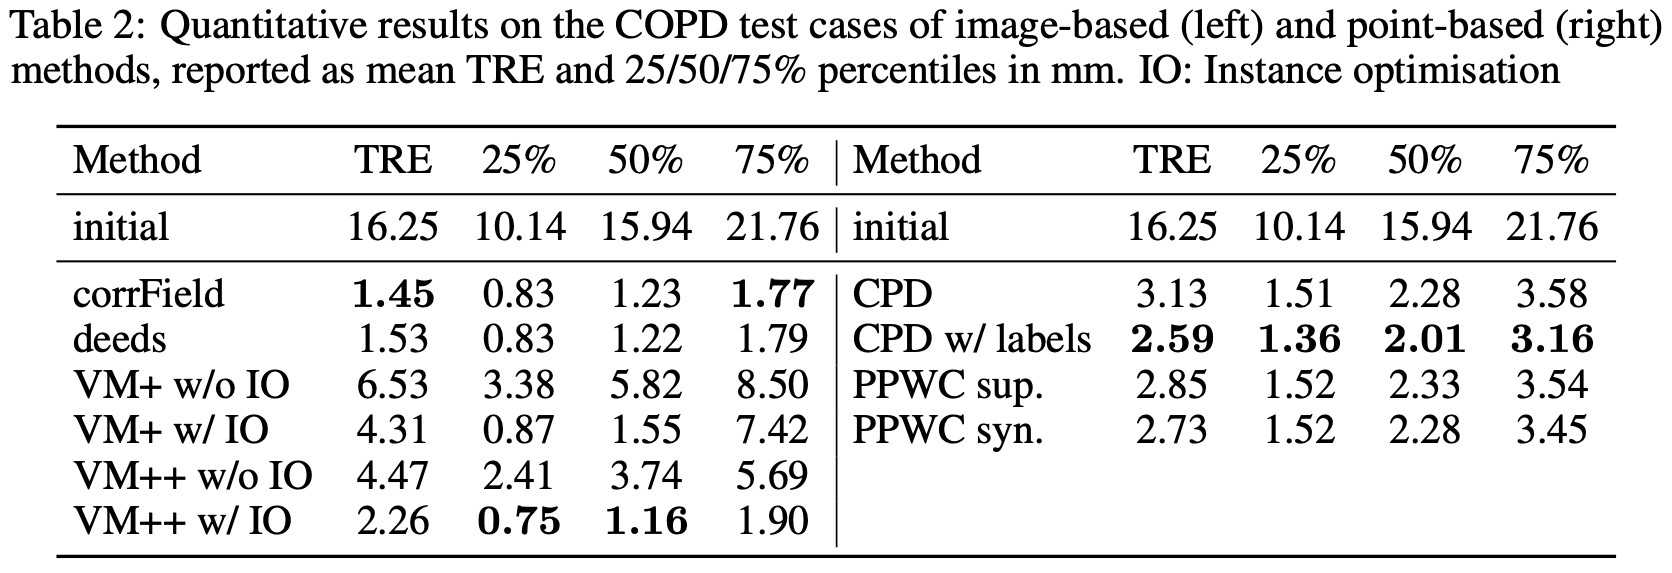 Table 2: Quantitative results on the COPD test cases of image-based (left) and point-based (right)
methods, reported as mean TRE and 25/50/75% percentiles in mm. IO: Instance optimisation
Method TRE 25% 50% 75% Method TRE 25% 50% 75%
initial 16.25 10.14 15.94 21.76 initial 16.25 10.14 15.94 21.76
corrField 1.45 0.83 1.23 1.77 CPD 3.13 1.51 2.28 3.58
deeds 1.53 0.83 1.22 1.79 CPD w/ labels 2.59 1.36 2.01 3.16
VM+ w/o IO 6.53 3.38 5.82 8.50 PPWC sup. 2.85 1.52 2.33 3.54
VM+ w/ IO 4.31 0.87 1.55 7.42 PPWC syn. 2.73 1.52 2.28 3.45
VM++ w/o IO 4.47 2.41 3.74 5.69
VM++ w/ IO 2.26 0.75 1.16 1.90